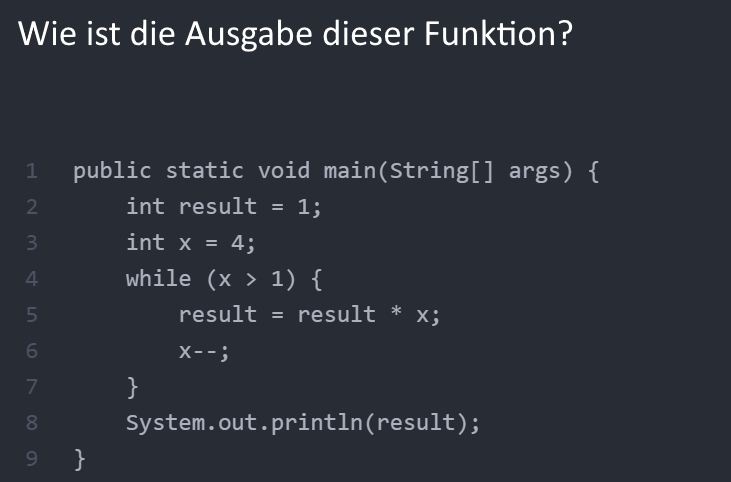 Wie ist die Ausgabe dieser Funktion?
1 public static void main(String[] args) {
2     int result = 1;
3     int x = 4;
4     while (x > 1) {
5         result = result * x;
6         x--;
7     }
8     System.out.println(result);
9 }